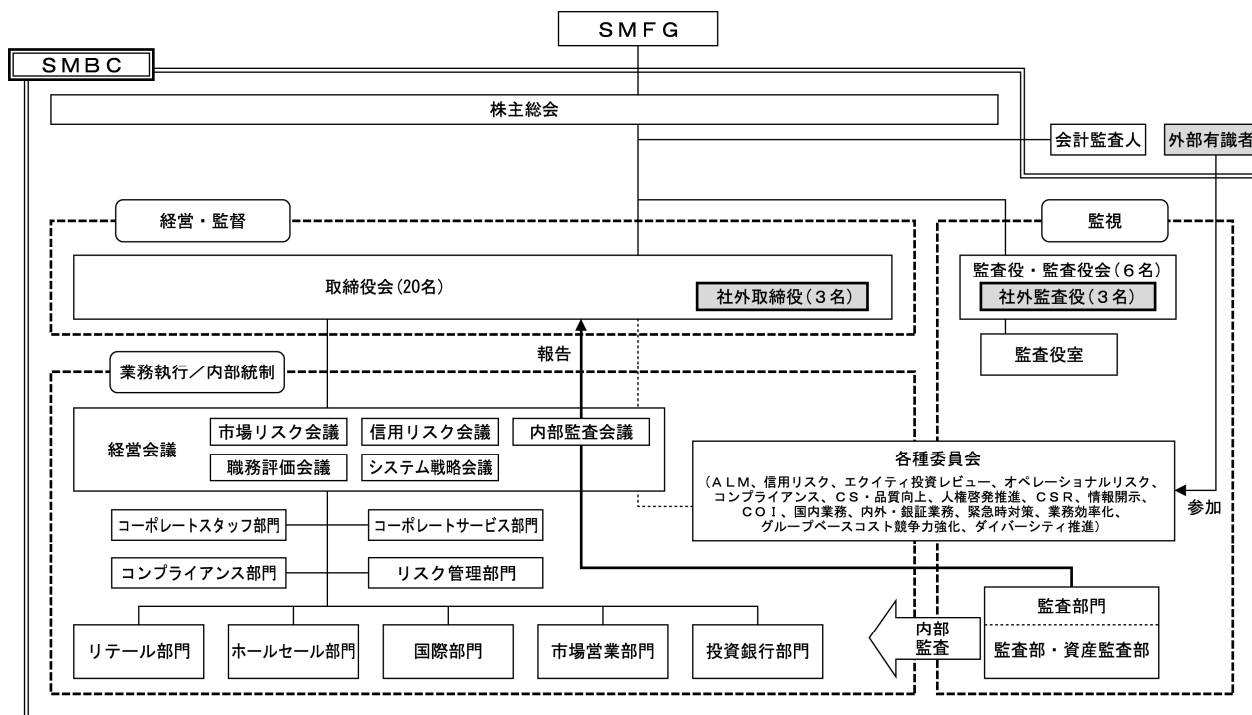 ＳＭＦＧ
ＳＭＢＣ
株主総会
会計監査人
外部有識者
経営・監督
監視
取締役会(20名)
社外取締役(３名)
監査役・監査役会(６名)
社外監査役(３名)
監査役室
報告
業務執行／内部統制
経営会議
市場リスク会議
信用リスク会議
内部監査会議
職務評価会議
システム戦略会議
各種委員会
(ＡＬＭ、信用リスク、エクイティ投資レビュー、オペレーショナルリスク、
コンプライアンス、ＣＳ・品質向上、人権啓発推進、ＣＳＲ、情報開示、
ＣＯＩ、国内業務、内外・銀証業務、緊急時対策、業務効率化、
グループベースコスト競争力強化、ダイバーシティ推進)
参加
コーポレートスタッフ部門
コーポレートサービス部門
コンプライアンス部門
リスク管理部門
リテール部門
ホールセール部門
国際部門
市場営業部門
投資銀行部門
内部
監査
監査部門
監査部・資産監査部